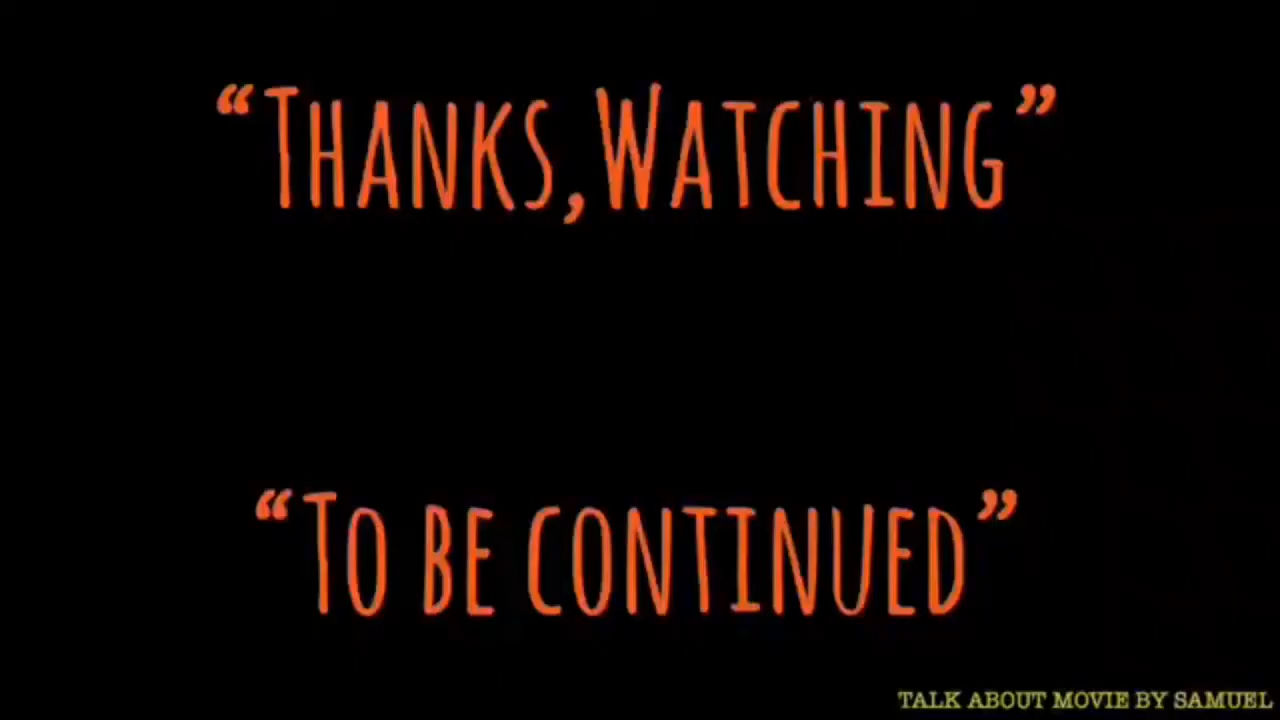 “Thanks,Watching”
“To be continued”
TALK ABOUT MOVIE BY SAMUEL